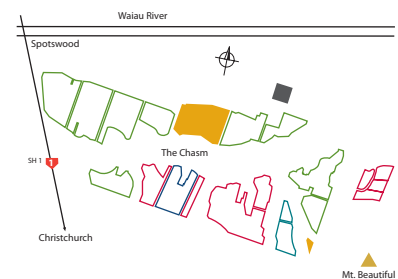 Waiau River
Spotswood
The Chasm
SH 1
1
Christchurch
Mt. Beautiful